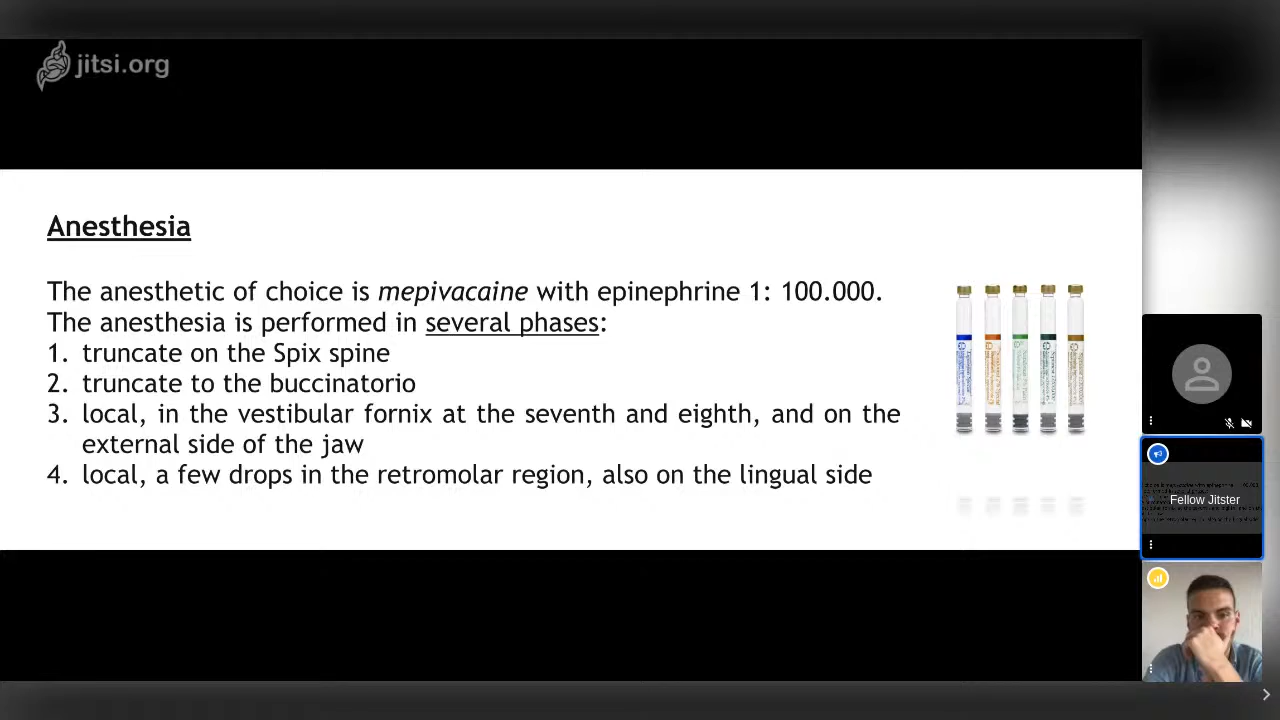 jitsi.org
Anesthesia
The anesthetic of choice is mepivacaine with epinephrine 1: 100.000.
The anesthesia is performed in several phases:
1. truncate on the Spix spine
2. truncate to the buccinatorio
3. local, in the vestibular fornix at the seventh and eighth, and on the
external side of the jaw
4. local, a few drops in the retromolar region, also on the lingual side
Fellow Jitster